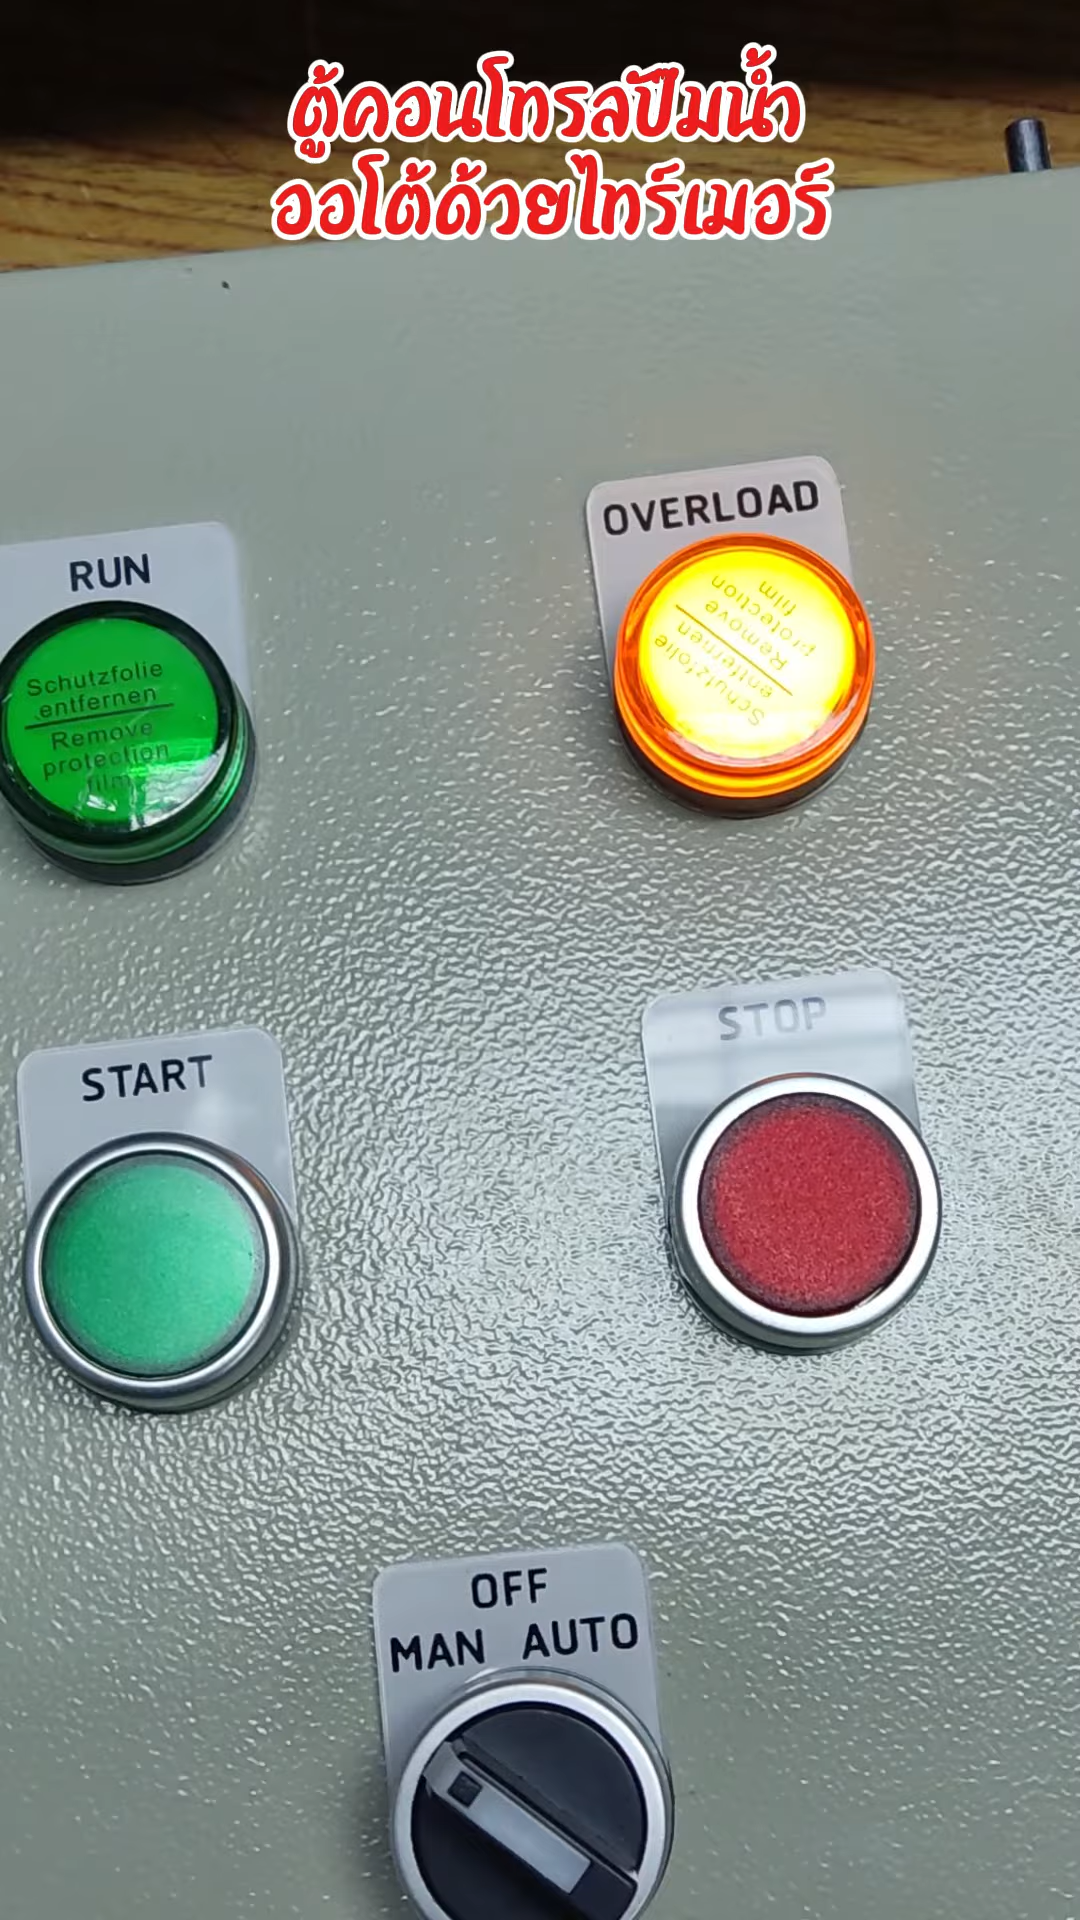 ตู้คอนโทรลปั๊มน้ำ
ออโต้ด้วยไทร์เมอร์
OVERLOAD
Schutzfolie
entfernen
Remove
protection
film
RUN
Schutzfolie
entfernen
Remove
protection
film
STOP
START
OFF
MAN AUTO